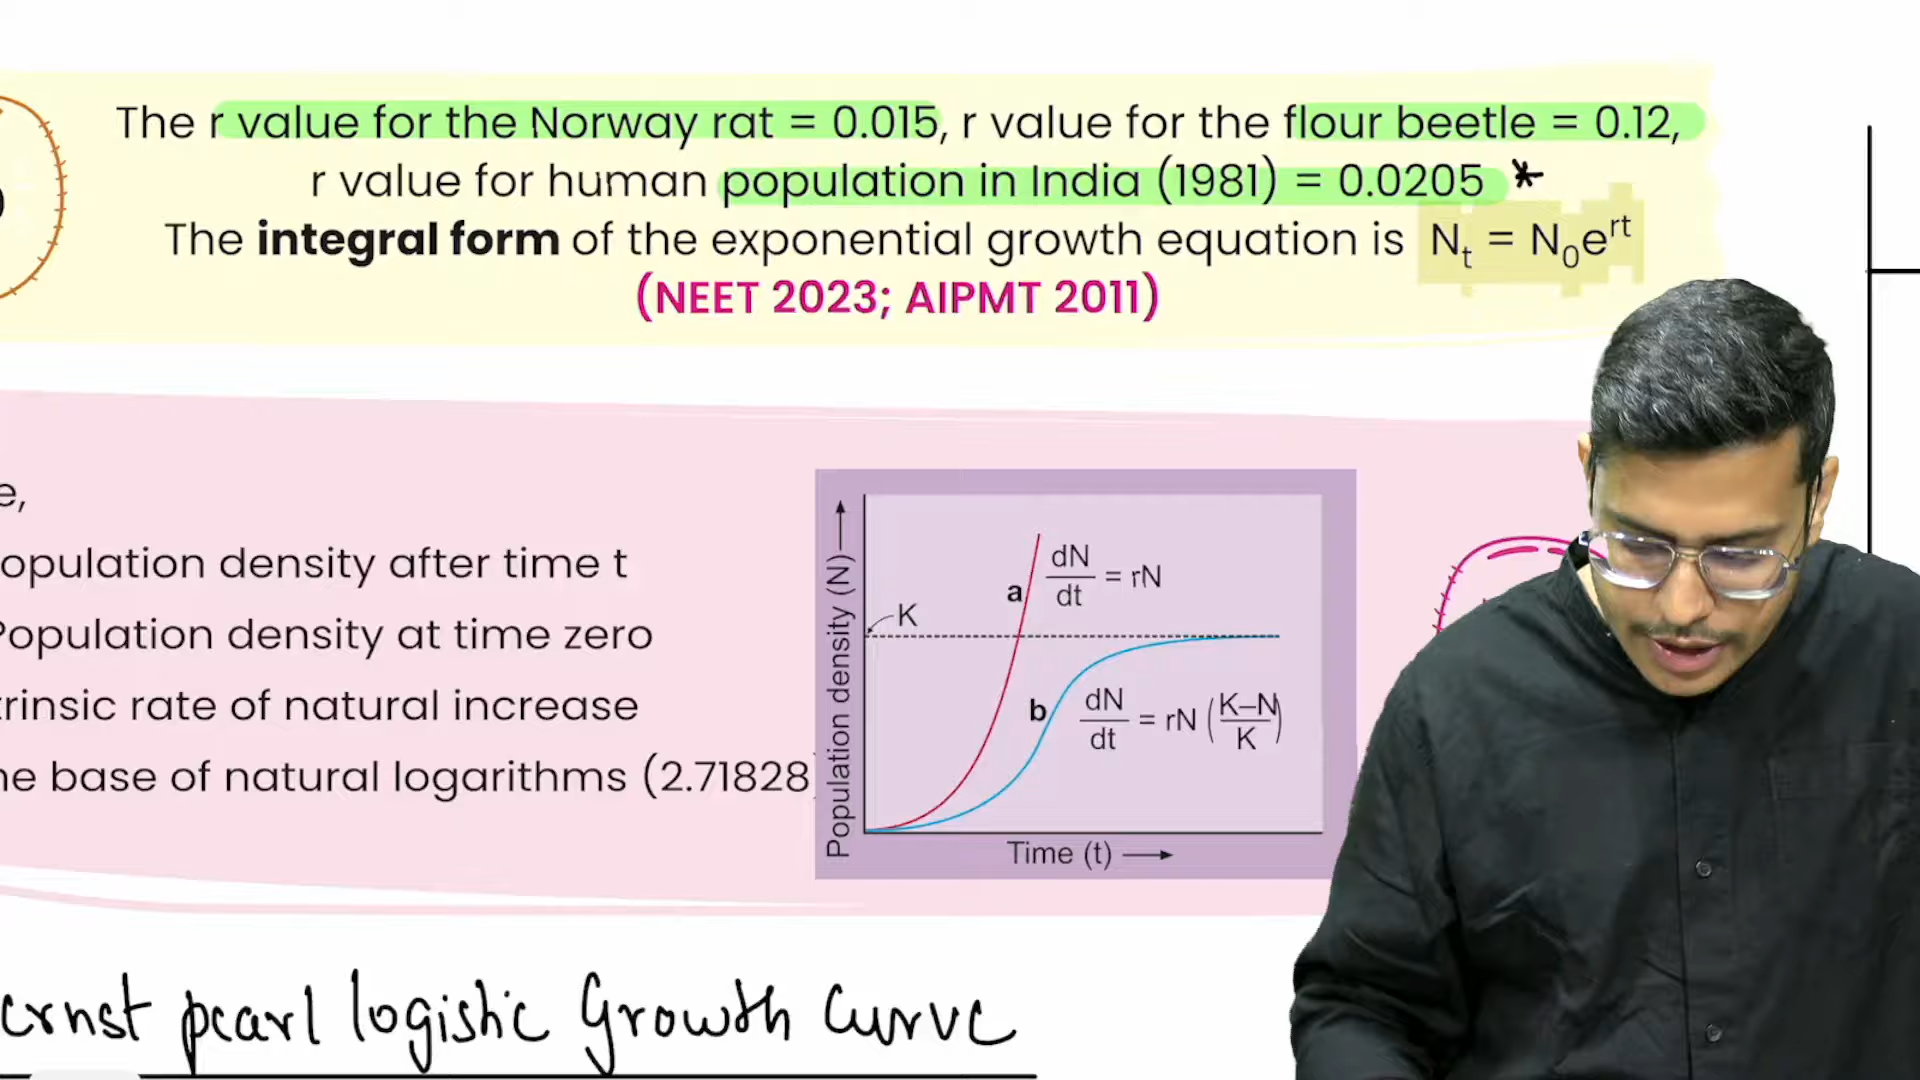 The r value for the Norway rat = 0.015, r value for the flour beetle = 0.12,
r value for human population in India (1981) = 0.0205 *
The integral form of the exponential growth equation is Nₜ = N₀eʳᵗ
(NEET 2023; AIPMT 2011)
e,
opulation density after time t
Population density at time zero
trinsic rate of natural increase
he base of natural logarithms (2.71828)
Population density (N)
a
dN/dt = rN
K
b
dN/dt = rN (K–N/K)
Time (t)
pearl logistic Growth Curve